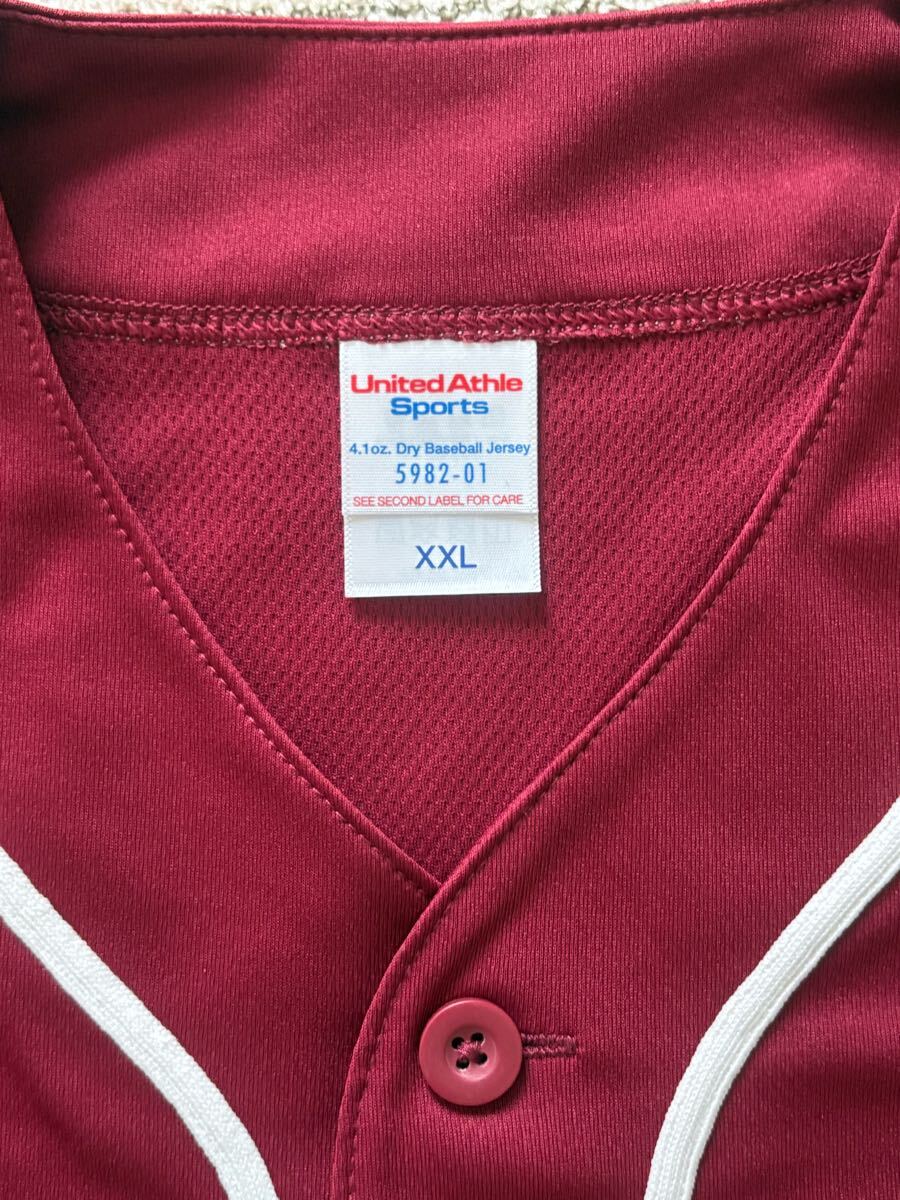 United Athle
Sports
4.1oz. Dry Baseball Jersey
5982-01
SEE SECOND LABEL FOR CARE
XXL